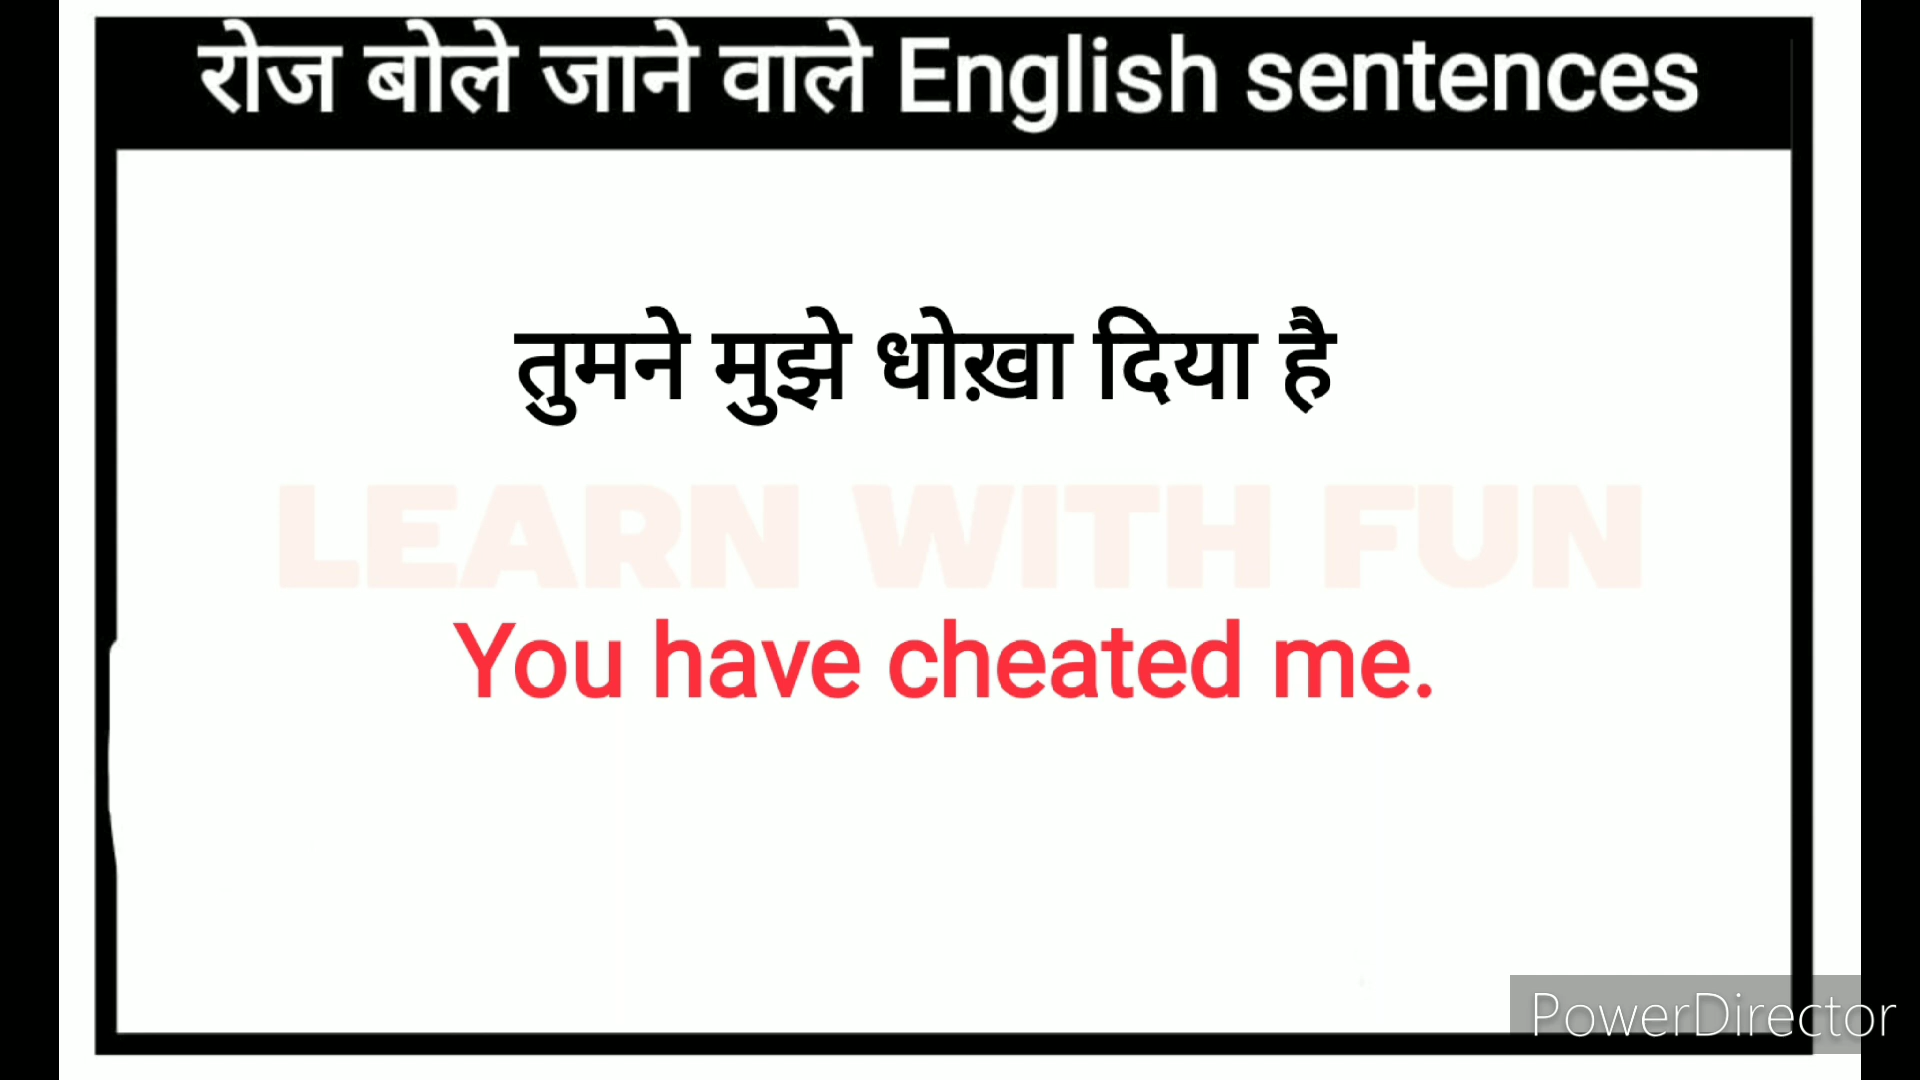 रोज बोले जाने वाले English sentences
तुमने मुझे धोख़ा दिया है
LEARN WITH FUN
You have cheated me.
PowerDirector